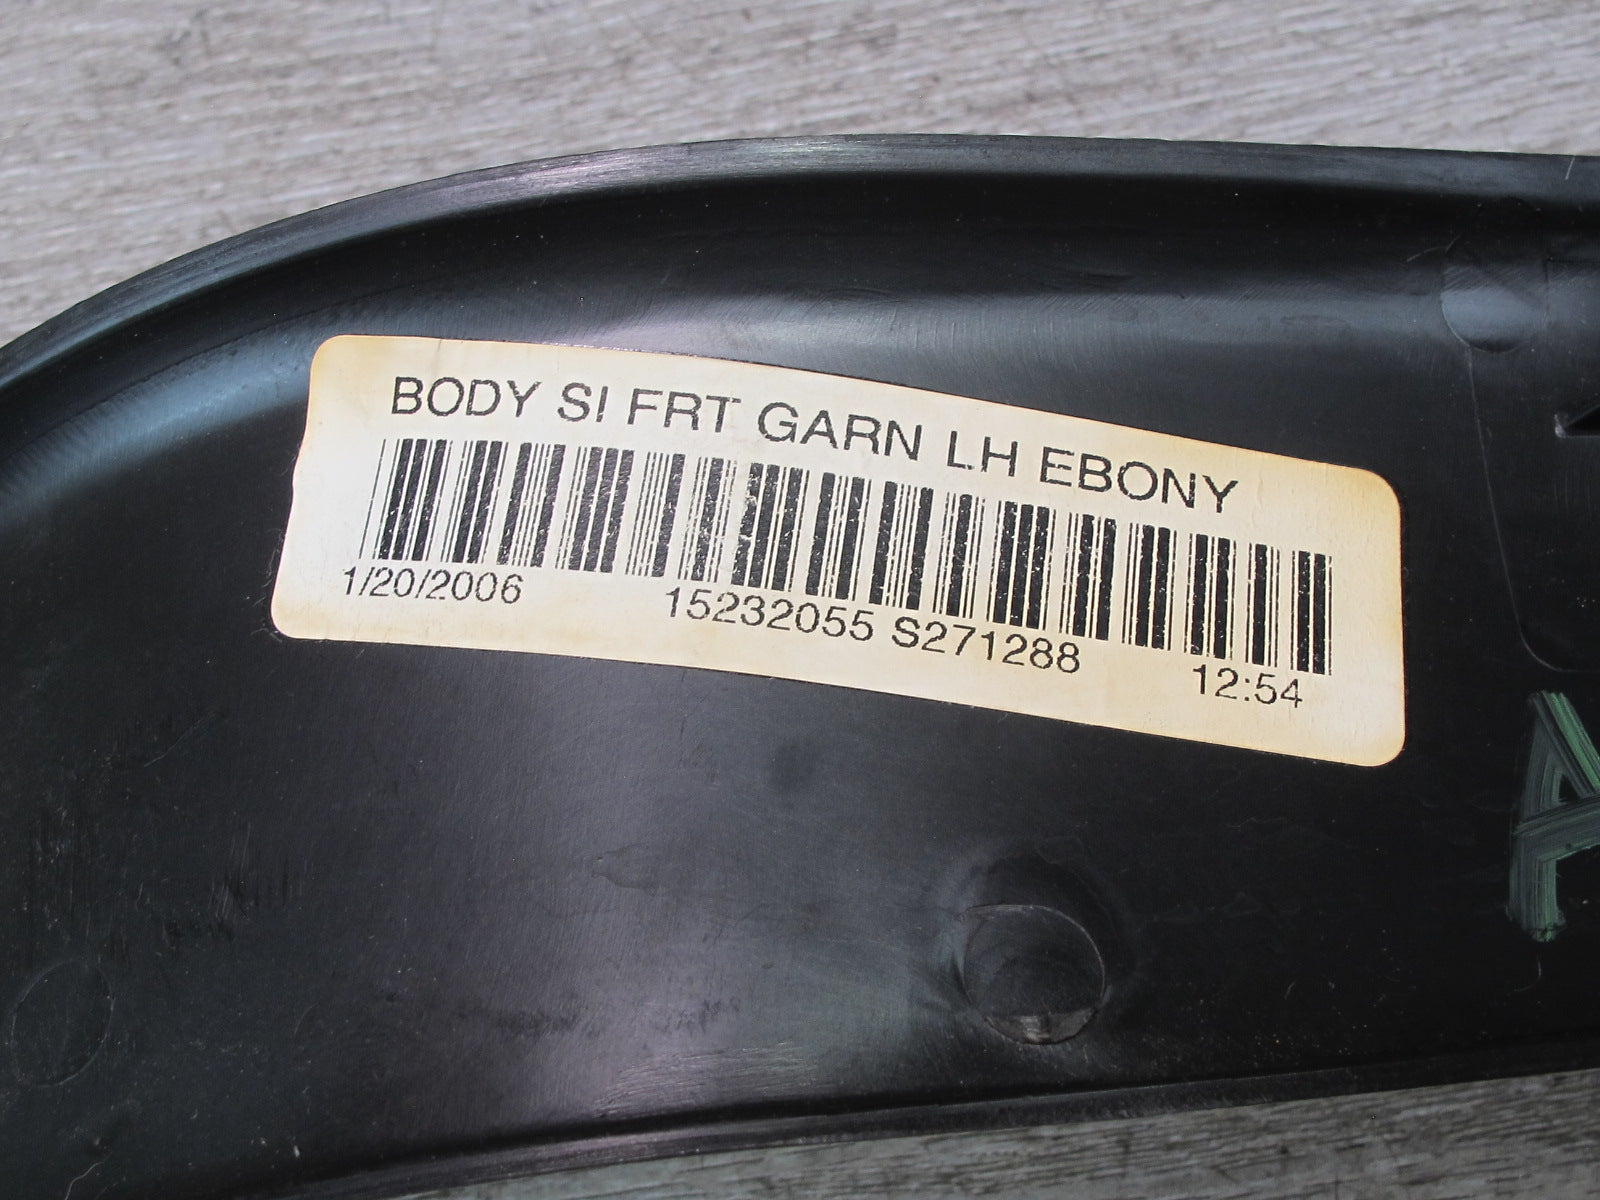 BODY SI FRT GARN LH EBONY
1/20/2006 15232055 S271288 12:54
A